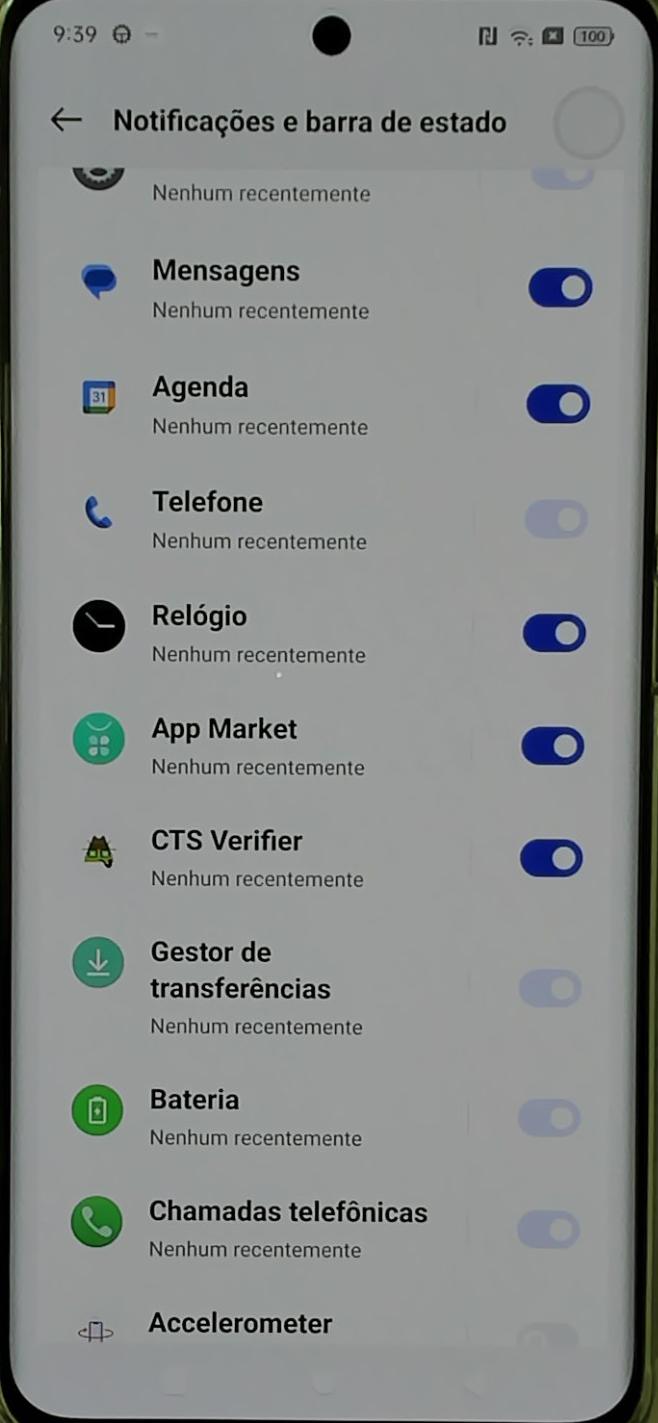 9:39
100
Notificações e barra de estado
Nenhum recentemente
Mensagens
Nenhum recentemente
31
Agenda
Nenhum recentemente
Telefone
Nenhum recentemente
Relógio
Nenhum recentemente
App Market
Nenhum recentemente
CTS Verifier
Nenhum recentemente
Gestor de
transferências
Nenhum recentemente
Bateria
Nenhum recentemente
Chamadas telefônicas
Nenhum recentemente
Accelerometer